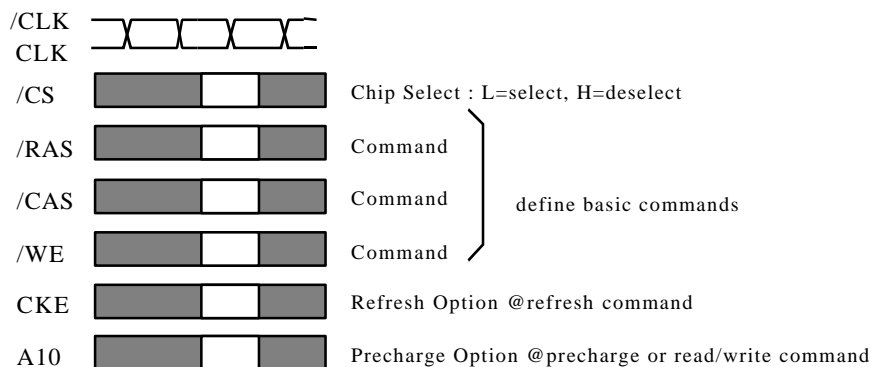 /CLK
CLK
/CS Chip Select : L=select, H=deselect
/RAS Command
/CAS Command define basic commands
/WE Command
CKE Refresh Option @refresh command
A10 Precharge Option @precharge or read/write command